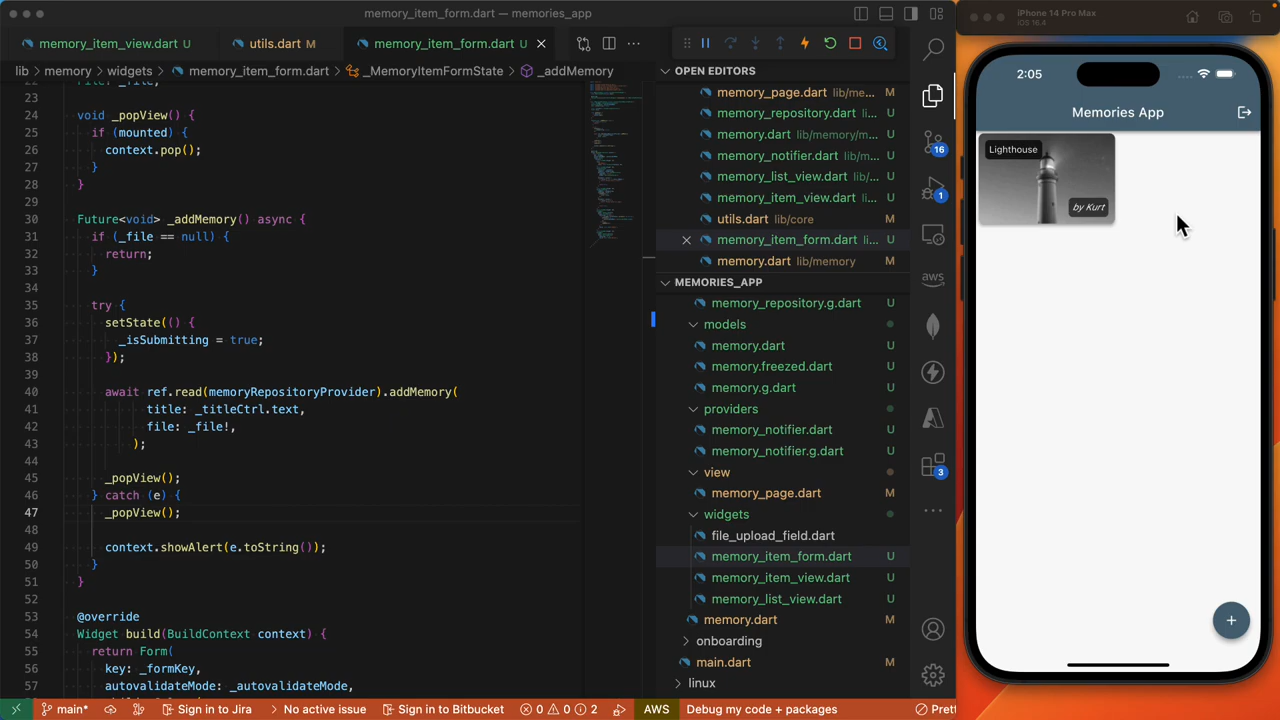 memory_item_form.dart — memories_app
memory_item_view.dart U
utils.dart M
memory_item_form.dart U
lib > memory > widgets > memory_item_form.dart > _MemoryItemFormState > _addMemory
23
24 void _popView() {
25 if (mounted) {
26 context.pop();
27 }
28 }
29
30 Future<void> _addMemory() async {
31 if (_file == null) {
32 return;
33 }
34
35 try {
36 setState(() {
37 _isSubmitting = true;
38 });
39
40 await ref.read(memoryRepositoryProvider).addMemory(
41 title: _titleCtrl.text,
42 file: _file!,
43 );
44
45 _popView();
46 } catch (e) {
47 _popView();
48
49 context.showAlert(e.toString());
50 }
51 }
52
53 @override
54 Widget build(BuildContext context) {
55 return Form(
56 key: _formKey,
57 autovalidateMode: _autovalidateMode,
OPEN EDITORS
memory_page.dart lib/me... M
memory_repository.dart li... U
memory.dart lib/memory/m... U
memory_notifier.dart lib/m... U
memory_list_view.dart lib/... U
memory_item_view.dart li... U
utils.dart lib/core M
memory_item_form.dart li... U
memory.dart lib/memory M
MEMORIES_APP
memory_repository.g.dart U
models
memory.dart U
memory.freezed.dart U
memory.g.dart U
providers
memory_notifier.dart U
memory_notifier.g.dart U
view
memory_page.dart M
widgets
file_upload_field.dart U
memory_item_form.dart U
memory_item_view.dart U
memory_list_view.dart U
memory.dart M
onboarding
main.dart M
linux
16
1
aws
3
main*
Sign in to Jira
No active issue
Sign in to Bitbucket
0 0 2
AWS
Debug my code + packages
Prett
iPhone 14 Pro Max
iOS 16.4
2:05
Memories App
Lighthouse
by Kurt
+